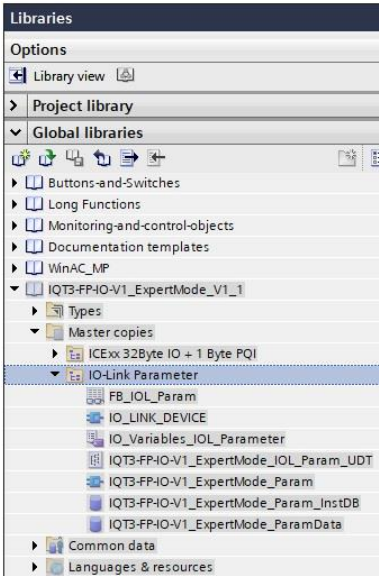 Libraries
Options
Library view
Project library
Global libraries
Buttons-and-Switches
Long Functions
Monitoring-and-control-objects
Documentation templates
WinAC_MP
IQT3-FP-IO-V1_ExpertMode_V1_1
Types
Master copies
ICExx 32Byte IO + 1 Byte PQI
IO-Link Parameter
FB_IOL_Param
IO_LINK_DEVICE
IO_Variables_IOL_Parameter
IQT3-FP-IO-V1_ExpertMode_IOL_Param_UDT
IQT3-FP-IO-V1_ExpertMode_Param
IQT3-FP-IO-V1_ExpertMode_Param_InstDB
IQT3-FP-IO-V1_ExpertMode_ParamData
Common data
Languages & resources